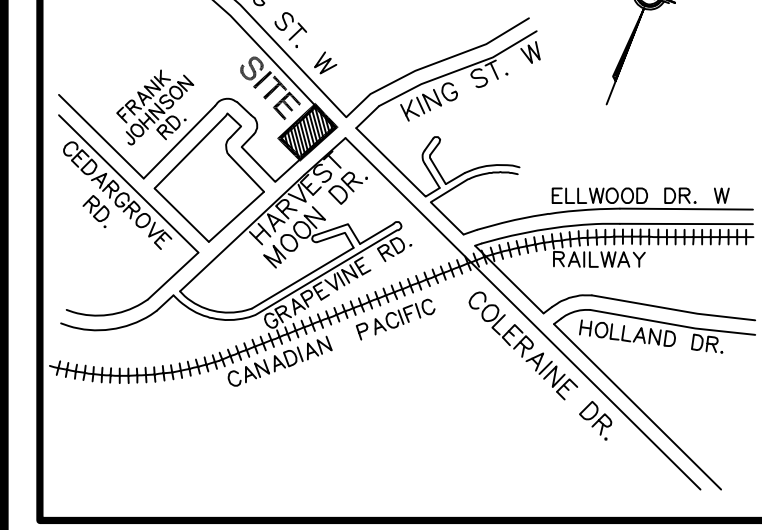 ST. W
SITE
KING ST. W
FRANK
JOHNSON
RD.
CEDARGROVE
RD.
HARVEST
MOON DR.
ELLWOOD DR. W
RAILWAY
GRAPEVINE RD.
CANADIAN PACIFIC
COLERAINE DR.
HOLLAND DR.